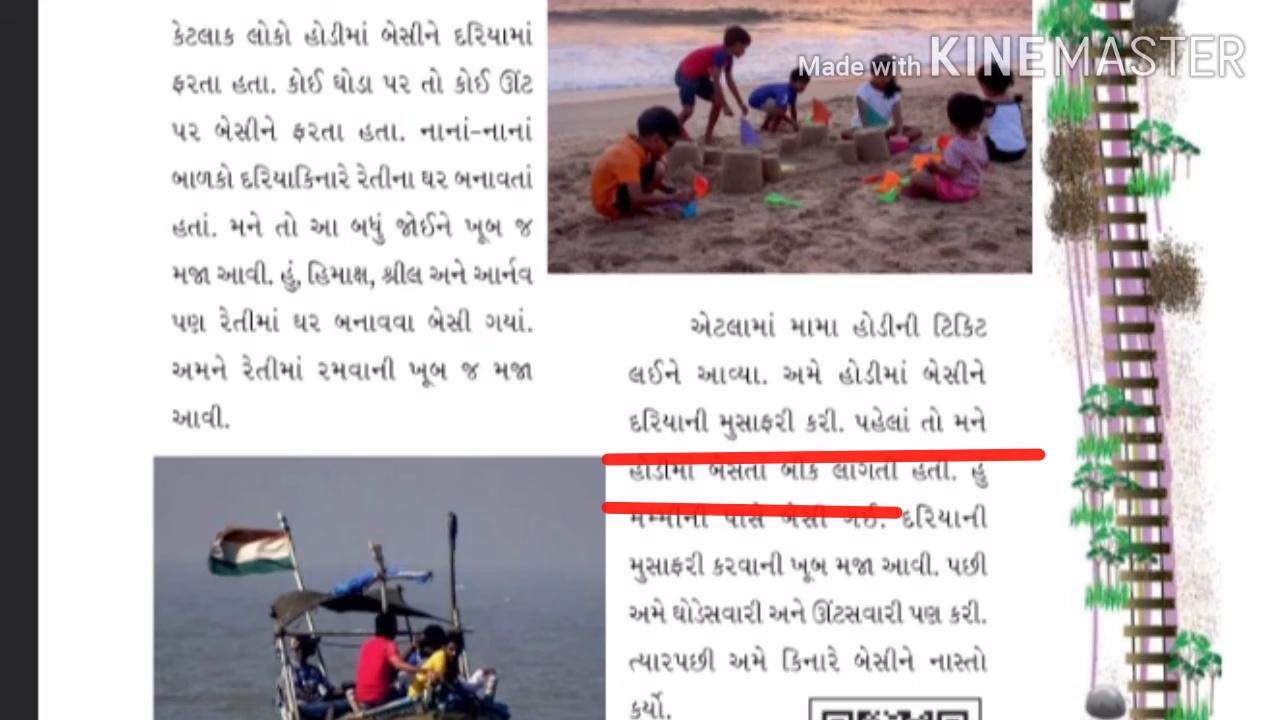 કેટલાક લોકો હોડીમાં બેસીને દરિયામાં
ફરતા હતા. કોઈ ઘોડા પર તો કોઈ ઊંટ
પર બેસીને ફરતા હતા. નાનાં-નાનાં
બાળકો દરિયાકિનારે રેતીના ઘર બનાવતાં
હતાં. મને તો આ બધું જોઈને ખૂબ જ
મજા આવી. હું, હિમાક્ષ, શ્રીલ અને આર્નવ
પણ રેતીમાં ઘર બનાવવા બેસી ગયાં.
અમને રેતીમાં રમવાની ખૂબ જ મજા
આવી.
Made with KINEMASTER
એટલામાં મામા હોડીની ટિકિટ
લઈને આવ્યા. અમે હોડીમાં બેસીને
દરિયાની મુસાફરી કરી. પહેલાં તો મને
હોડીમાં બેસતાં બીક લાગતી હતી. હું
મમ્મીની પાસે બેસી ગઈ. દરિયાની
મુસાફરી કરવાની ખૂબ મજા આવી. પછી
અમે ઘોડેસવારી અને ઊંટસવારી પણ કરી.
ત્યારપછી અમે કિનારે બેસીને નાસ્તો
કર્યો.